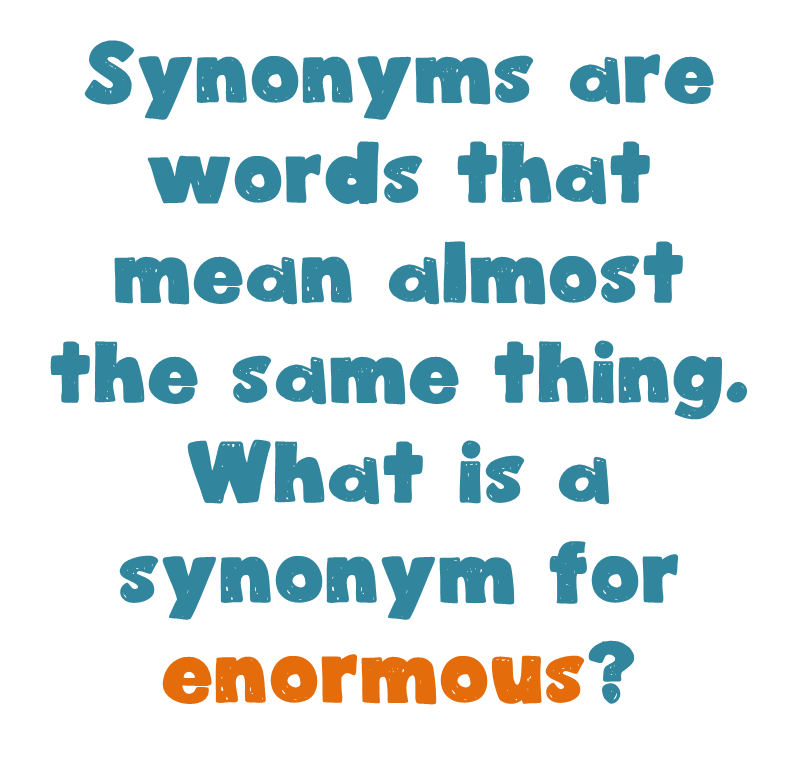 Synonyms are
words that
mean almost
the same thing.
What is a
synonym for
enormous?